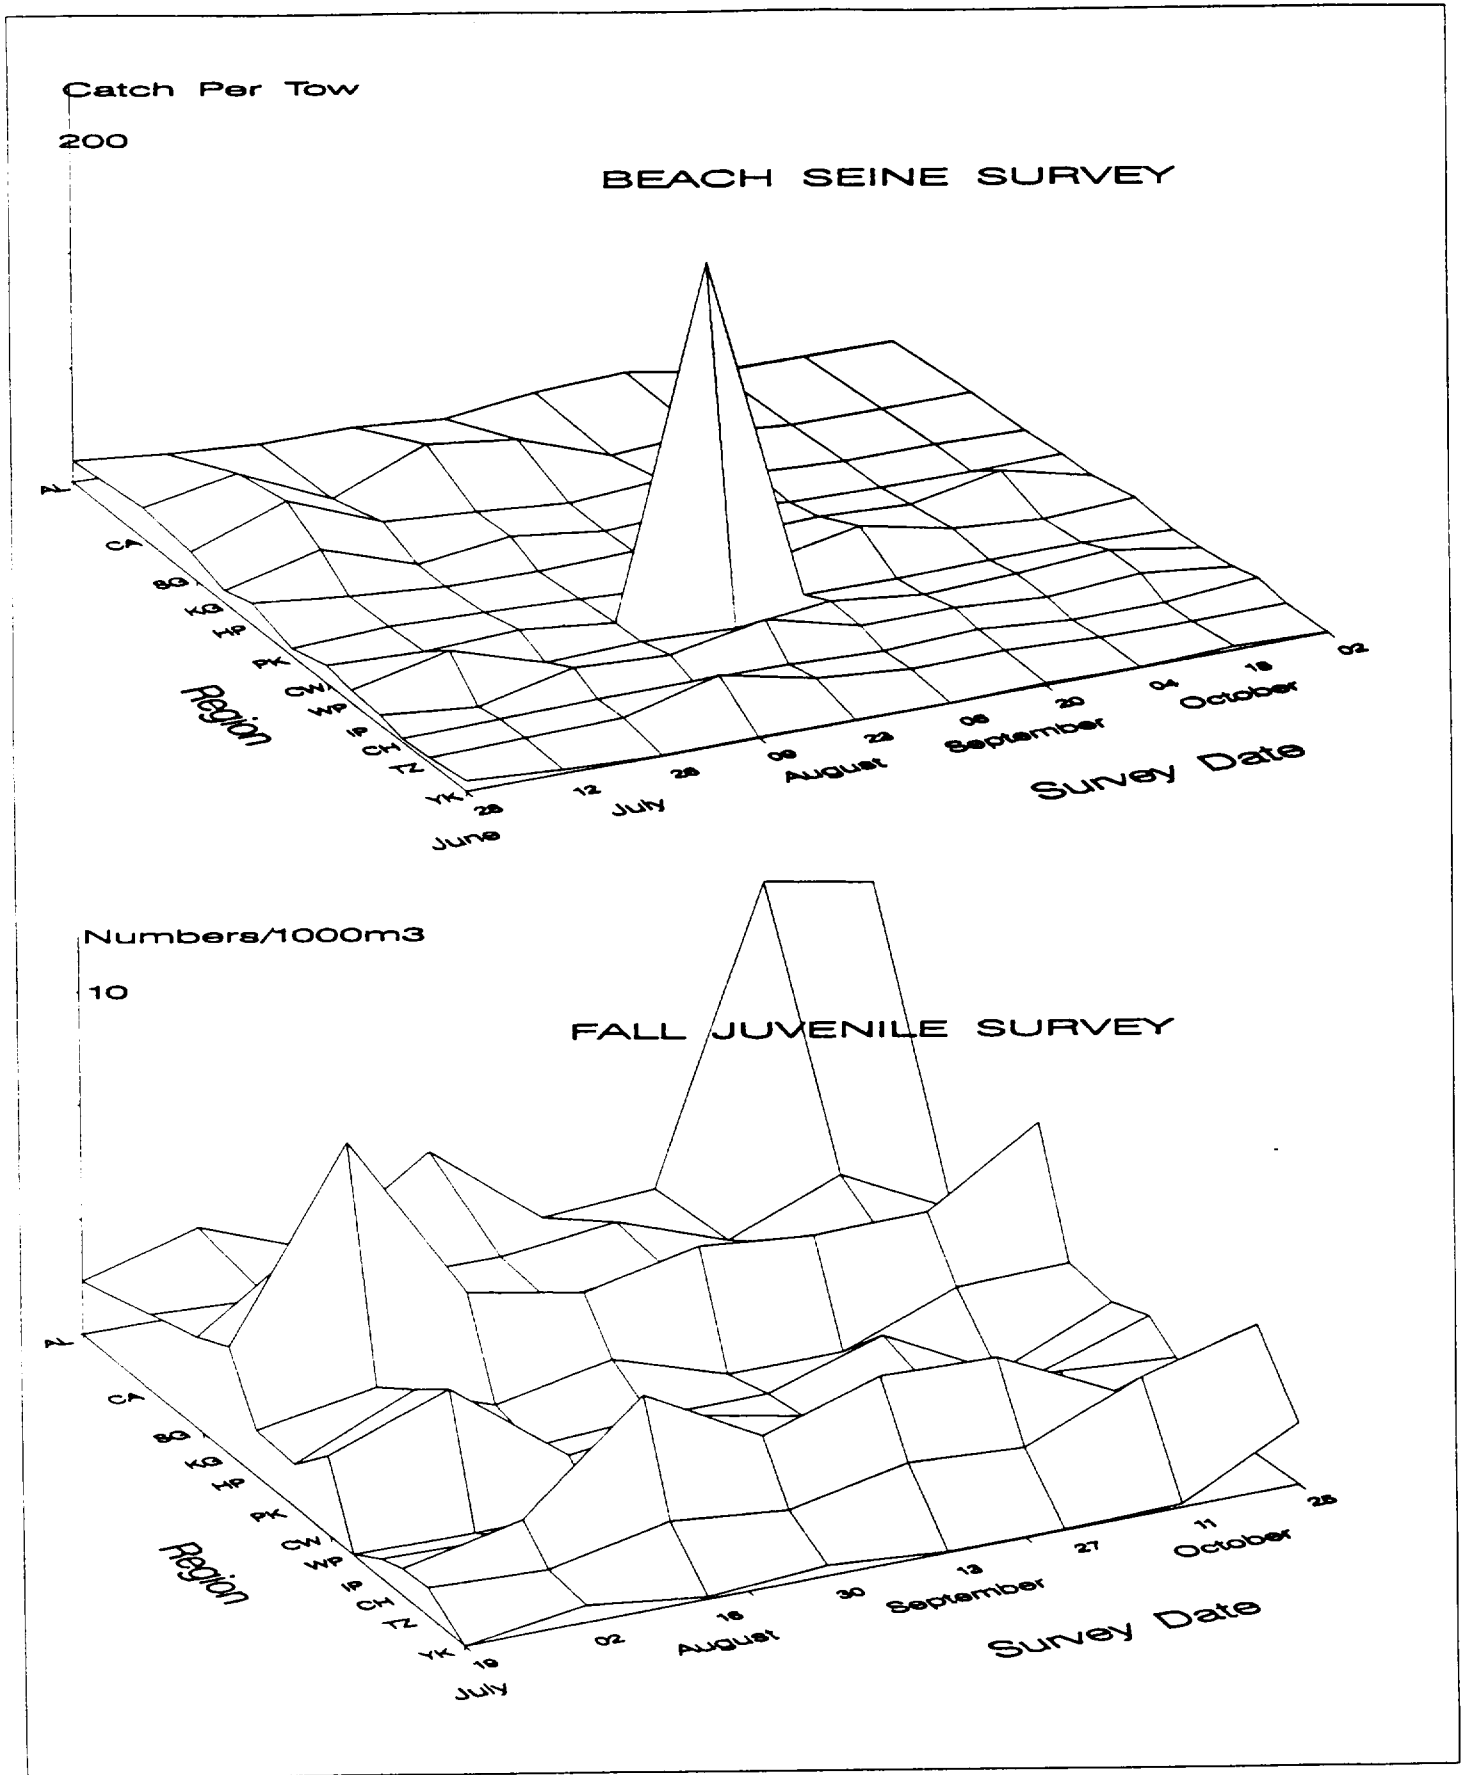 Catch Per Tow
200
BEACH SEINE SURVEY
AL
CA
SG
KG
HP
PK
CW
WP
IP
CH
TZ
YK
Region
28 12 26 09 23 06 20 04 18 02
June July August September October
Survey Date
Numbers/1000m3
10
FALL JUVENILE SURVEY
AL
CA
SG
KG
HP
PK
CW
WP
IP
CH
TZ
YK
Region
19 02 16 30 13 27 11 25
July August September October
Survey Date